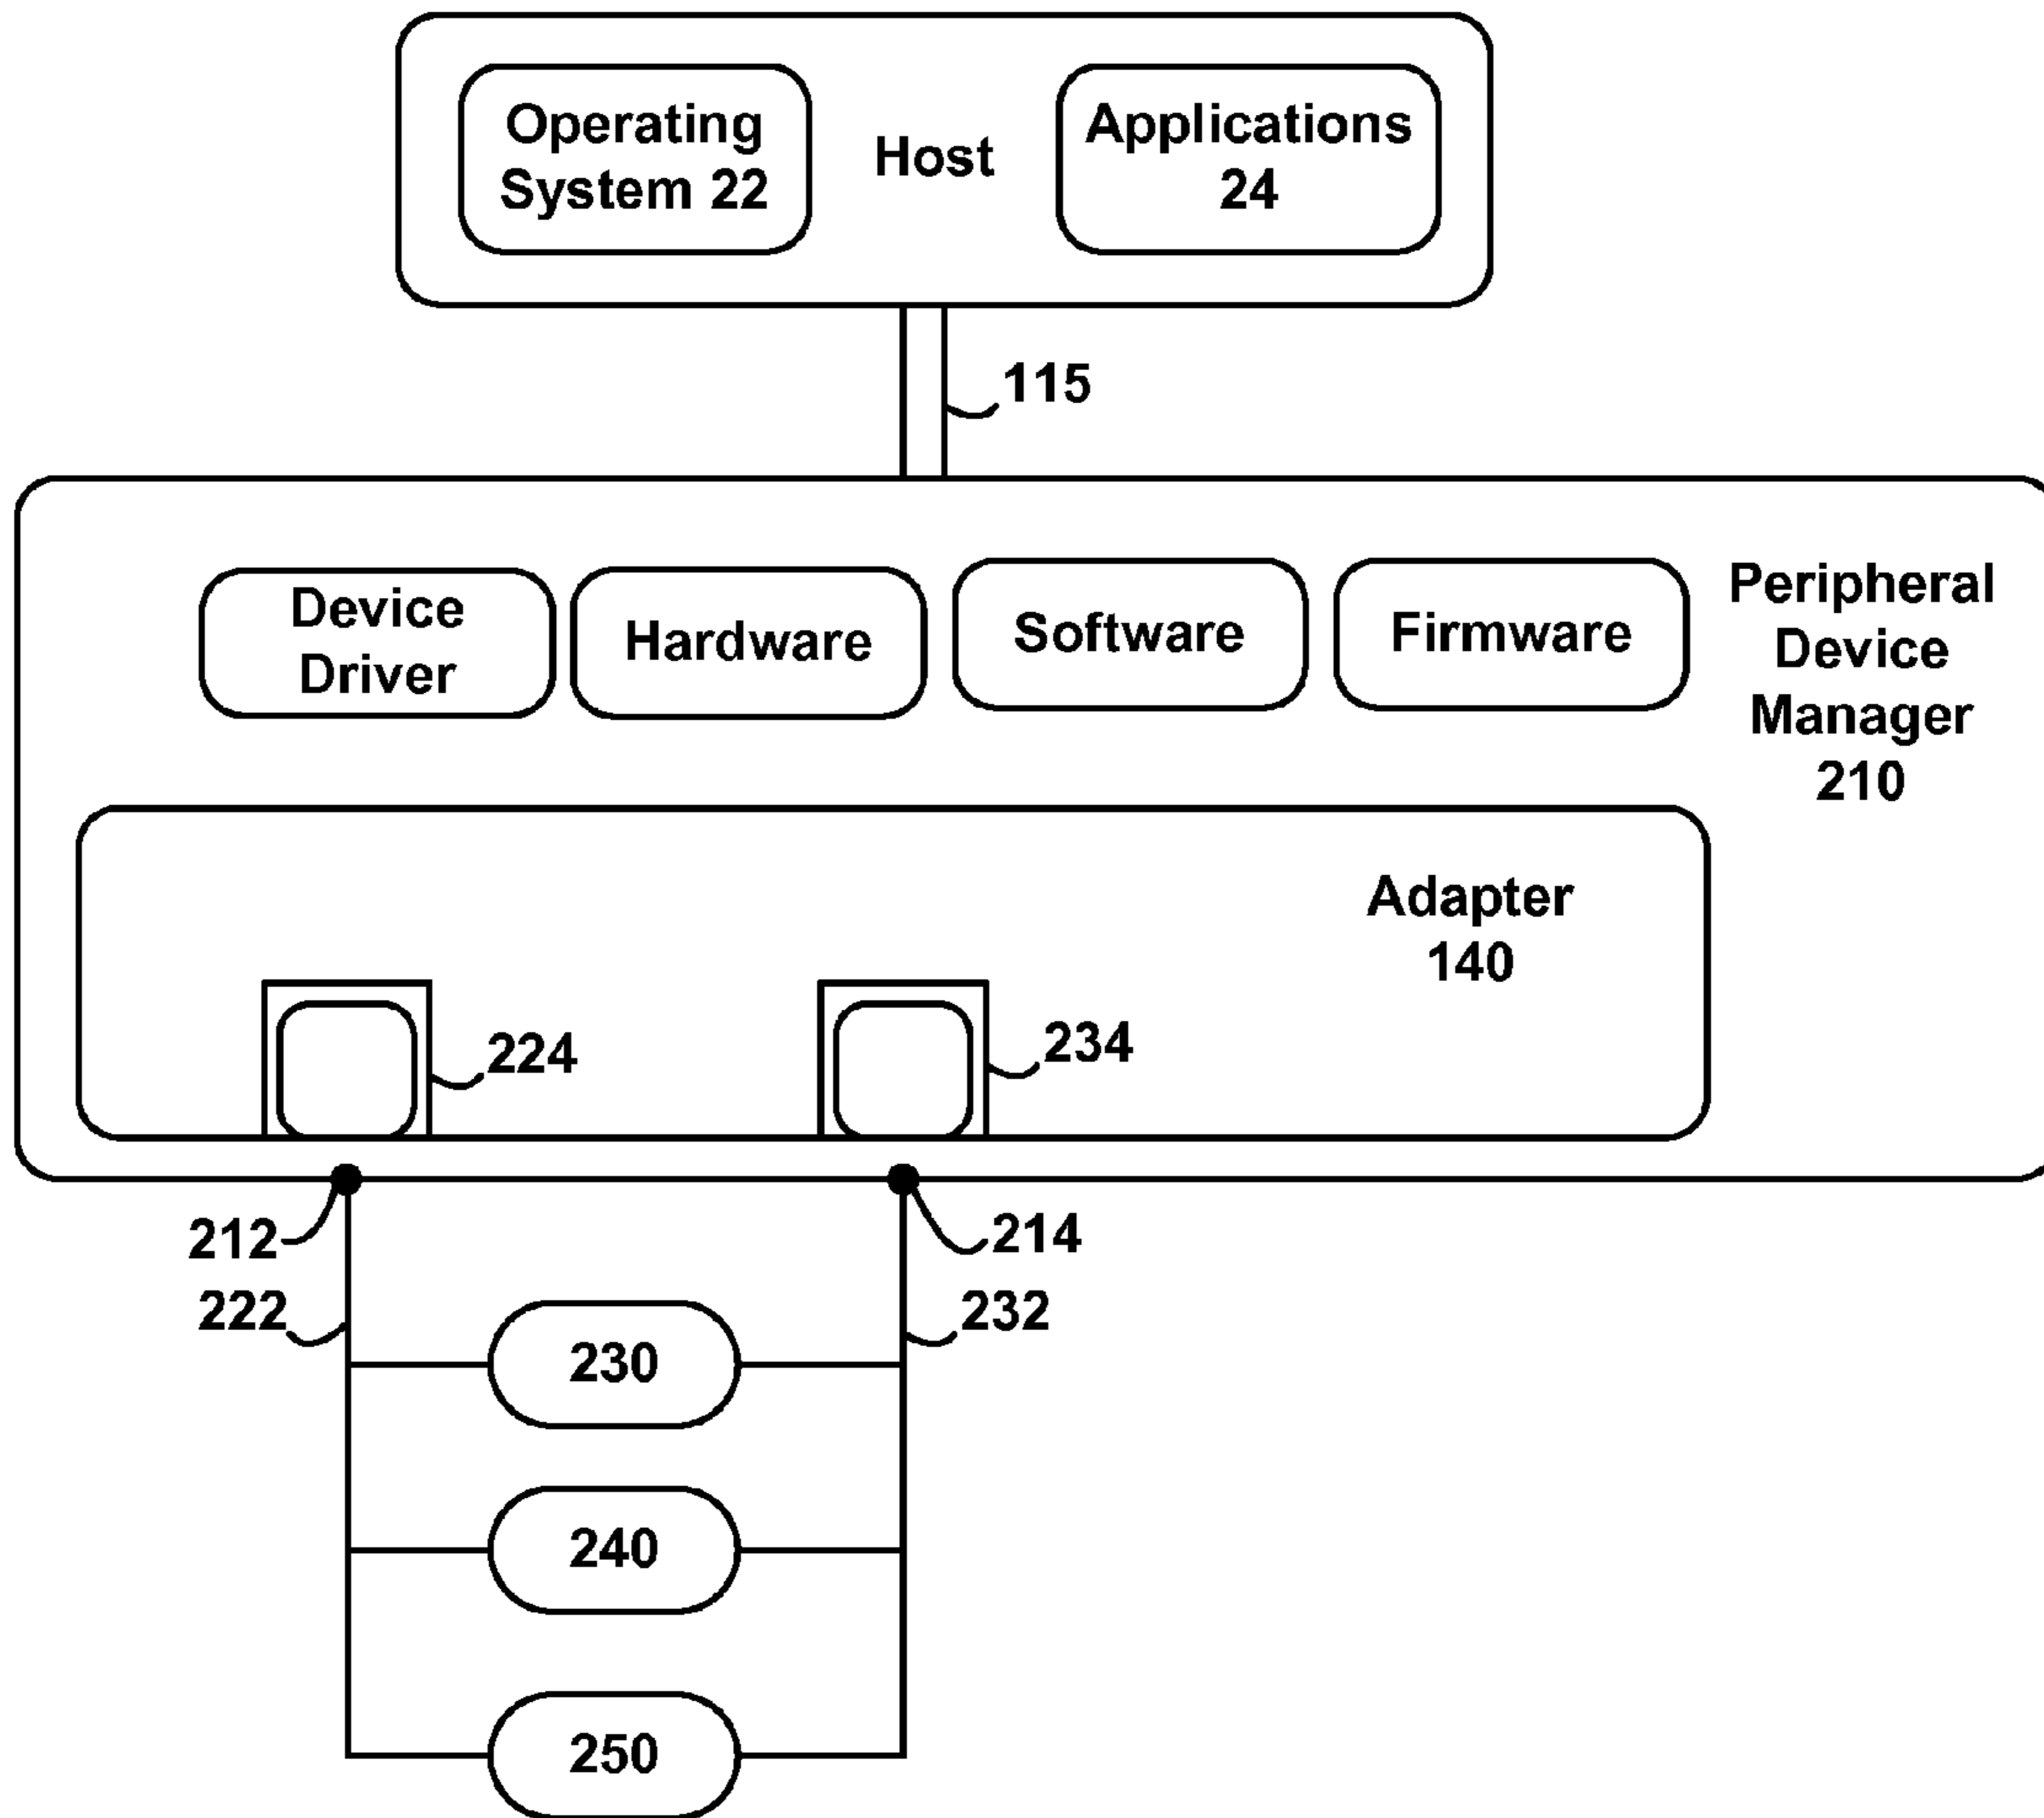 Operating
System 22
Host
Applications
24
115
Device
Driver
Hardware
Software
Firmware
Peripheral
Device
Manager
210
Adapter
140
224
234
212
214
222
232
230
240
250